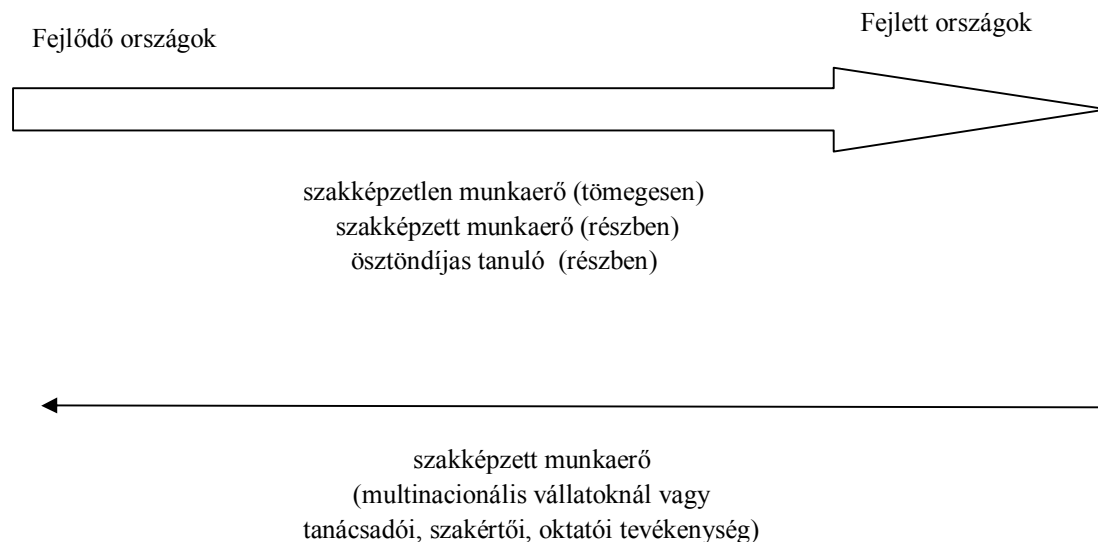 Fejlődő országok
Fejlett országok
szakképzetlen munkaerő (tömegesen)
szakképzett munkaerő (részben)
ösztöndíjas tanuló (részben)
szakképzett munkaerő
(multinacionális vállatoknál vagy
tanácsadói, szakértői, oktatói tevékenység)